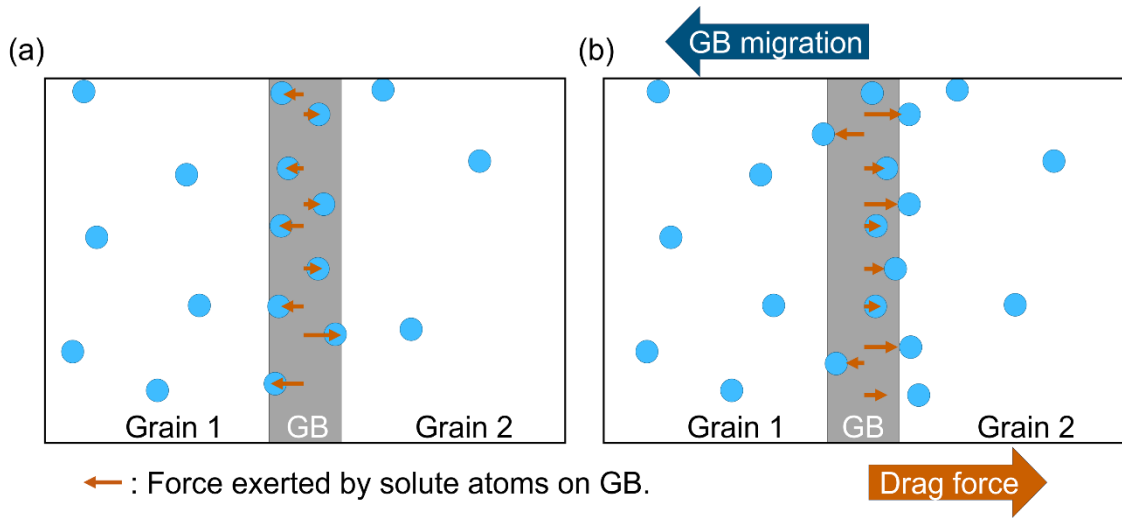 (a)
(b)
GB migration
Grain 1
GB
Grain 2
Grain 1
GB
Grain 2
: Force exerted by solute atoms on GB.
Drag force